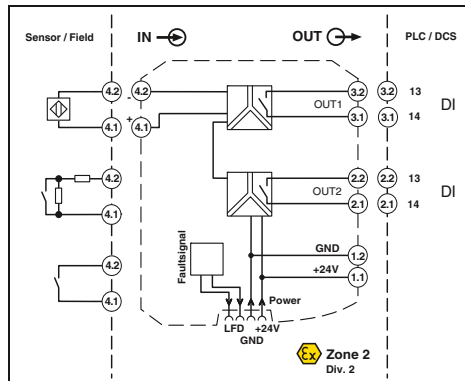 Sensor / Field
IN
OUT
PLC / DCS
4.2
4.2
3.2
3.2
13
-
OUT1
DI
4.1
+
4.1
3.1
3.1
14
4.2
2.2
2.2
13
OUT2
DI
4.1
2.1
2.1
14
Faultsignal
GND
1.2
4.2
+24V
1.1
4.1
Power
LFD
+24V
GND
Ex
Zone 2
Div. 2